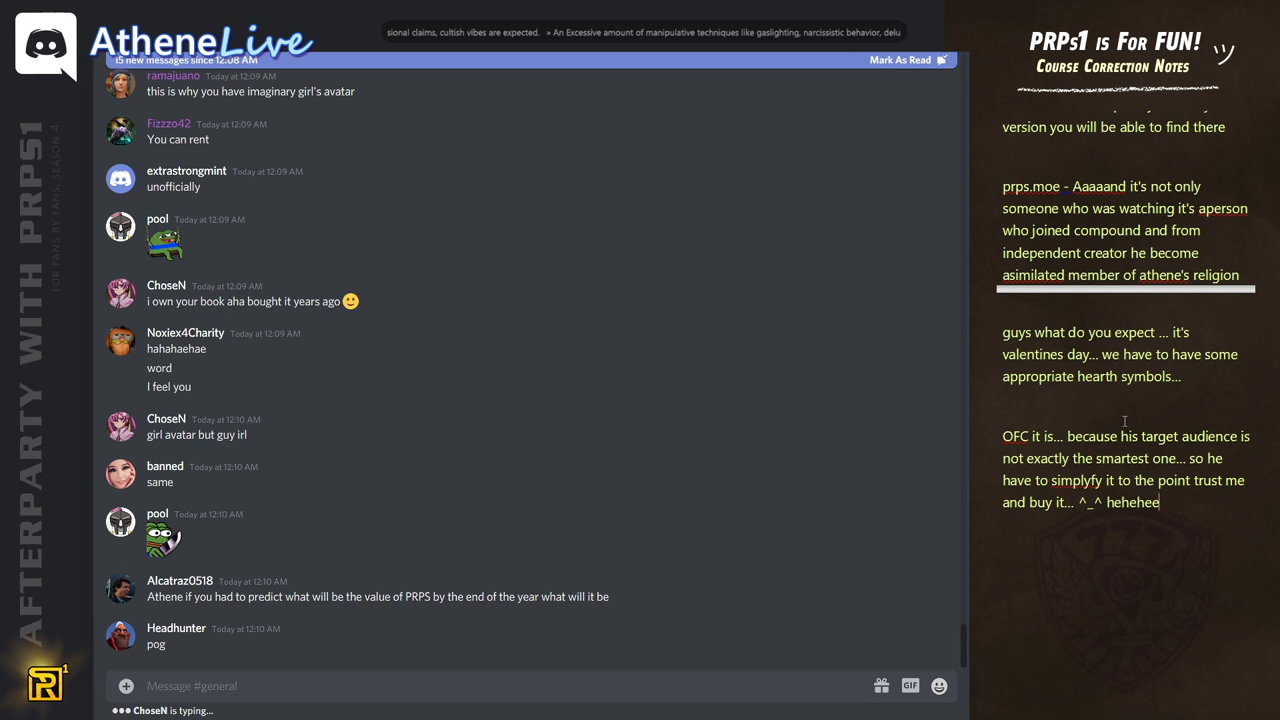 AtheneLive
sional claims, cultish vibes are expected.    » An Excessive amount of manipulative techniques like gaslighting, narcissistic behavior, delu
15 new messages since 12:08 AM
Mark As Read
ramajuano Today at 12:09 AM
this is why you have imaginary girl's avatar
Fizzzo42 Today at 12:09 AM
You can rent
extrastrongmint Today at 12:09 AM
unofficially
pool Today at 12:09 AM
ChoseN Today at 12:09 AM
i own your book aha bought it years ago 🙂
Noxiex4Charity Today at 12:09 AM
hahahaehae
word
I feel you
ChoseN Today at 12:10 AM
girl avatar but guy irl
banned Today at 12:10 AM
same
pool Today at 12:10 AM
Alcatraz0518 Today at 12:10 AM
Athene if you had to predict what will be the value of PRPS by the end of the year what will it be
Headhunter Today at 12:10 AM
pog
Message #general
GIF
ChoseN is typing...
AFTERPARTY WITH PRPS1
FOR FANS BY FANS, SEASON 4
R1
PRPs1 is For FUN!
Course Correction Notes
ツ
version you will be able to find there
prps.moe - Aaaaand it's not only
someone who was watching it's aperson
who joined compound and from
independent creator he become
asimilated member of athene's religion
guys what do you expect ... it's
valentines day... we have to have some
appropriate hearth symbols...
OFC it is... because his target audience is
not exactly the smartest one... so he
have to simplyfy it to the point trust me
and buy it... ^_^ hehehee